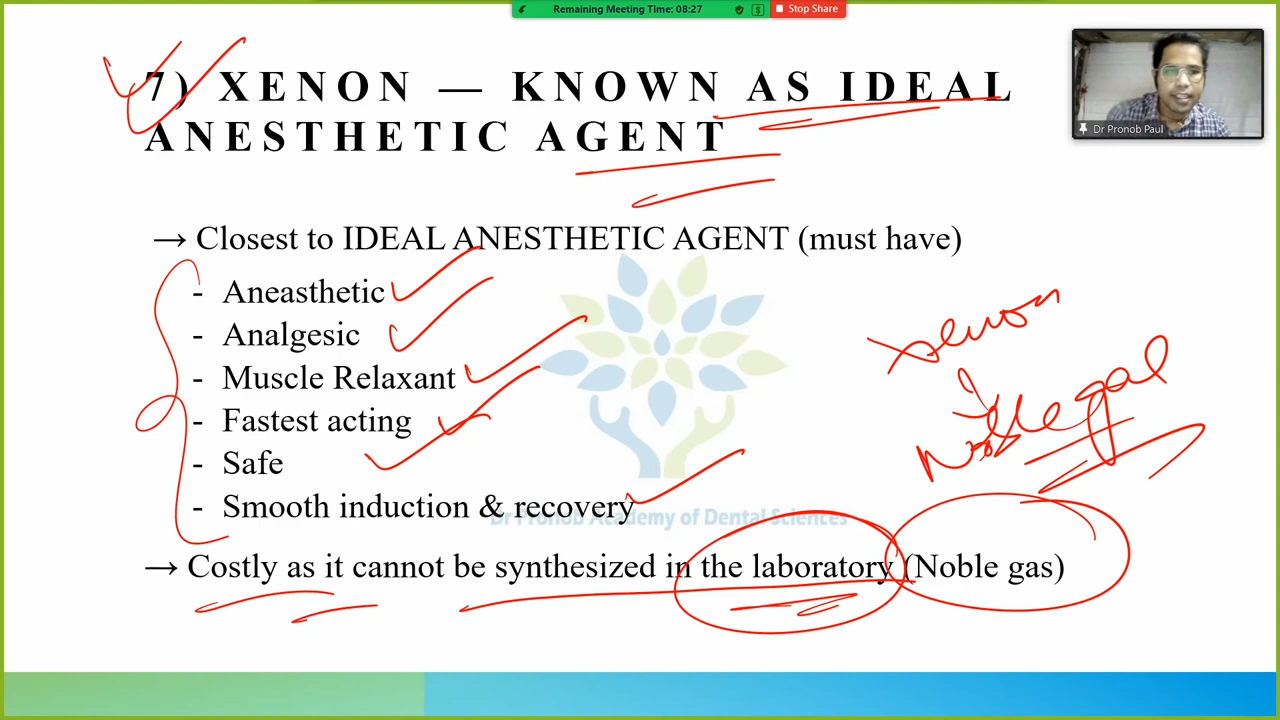 Remaining Meeting Time: 08:27
Stop Share
7) XENON — KNOWN AS IDEAL
ANESTHETIC AGENT
Dr Pronob Paul
→ Closest to IDEAL ANESTHETIC AGENT (must have)
- Aneasthetic
- Analgesic
- Muscle Relaxant
- Fastest acting
- Safe
- Smooth induction & recovery
Xenon
Noble gas
Dr Pronob Academy of Dental Sciences
→ Costly as it cannot be synthesized in the laboratory (Noble gas)